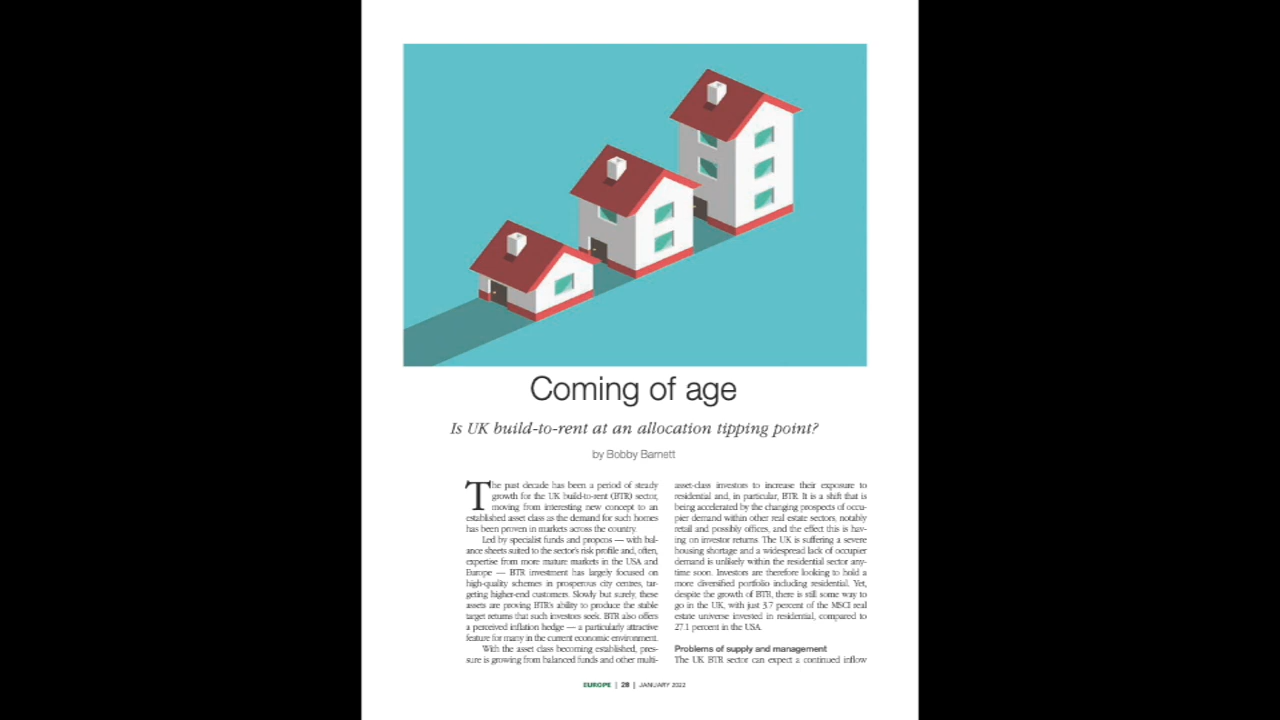 Coming of age
Is UK build-to-rent at an allocation tipping point?
by Bobby Barnett
The past decade has been a period of steady
growth for the UK build-to-rent (BTR) sector,
moving from interesting new concept to an
established asset class as the demand for such homes
has been proven in markets across the country.
Led by specialist funds and propcos — with bal-
ance sheets suited to the sector's risk profile and, often,
expertise from more mature markets in the USA and
Europe — BTR investment has largely focused on
high-quality schemes in prosperous city centres, tar-
geting higher-end customers. Slowly but surely, these
assets are proving BTR's ability to produce the stable
target returns that such investors seek. BTR also offers
a perceived inflation hedge — a particularly attractive
feature for many in the current economic environment.
With the asset class becoming established, pres-
sure is growing from balanced funds and other multi-
asset-class investors to increase their exposure to
residential and, in particular, BTR. It is a shift that is
being accelerated by the changing prospects of occu-
pier demand within other real estate sectors, notably
retail and possibly offices, and the effect this is hav-
ing on investor returns. The UK is suffering a severe
housing shortage and a widespread lack of occupier
demand is unlikely within the residential sector any-
time soon. Investors are therefore looking to hold a
more diversified portfolio including residential. Yet,
despite the growth of BTR, there is still some way to
go in the UK, with just 3.7 percent of the MSCI real
estate universe invested in residential, compared to
27.1 percent in the USA.
Problems of supply and management
The UK BTR sector can expect a continued inflow
EUROPE | 28 | JANUARY 2022